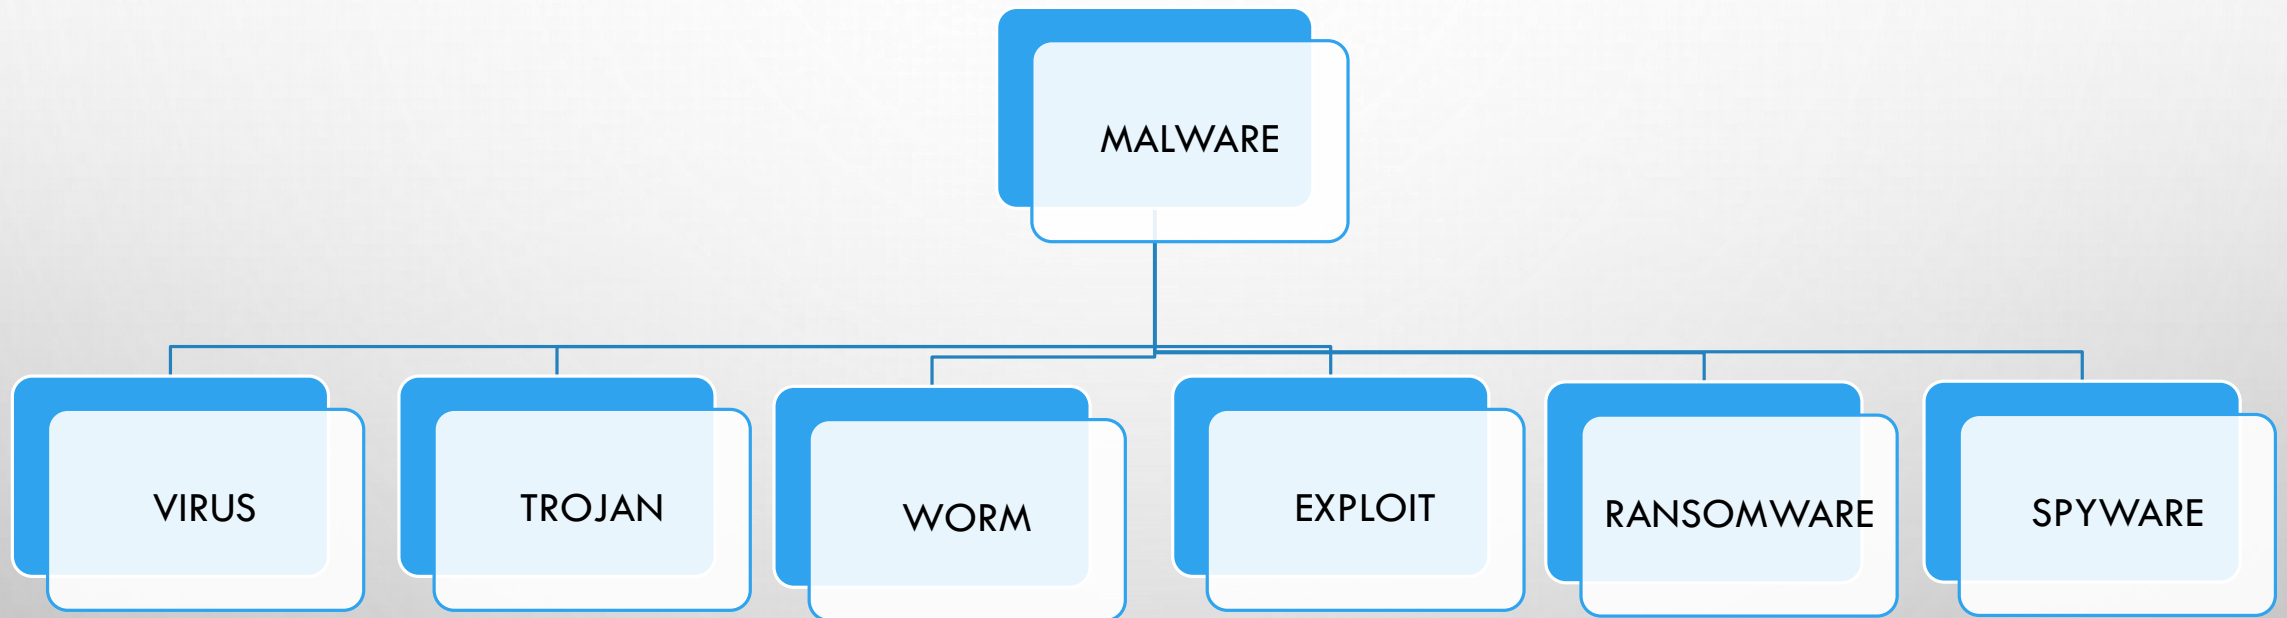 MALWARE
VIRUS
TROJAN
WORM
EXPLOIT
RANSOMWARE
SPYWARE